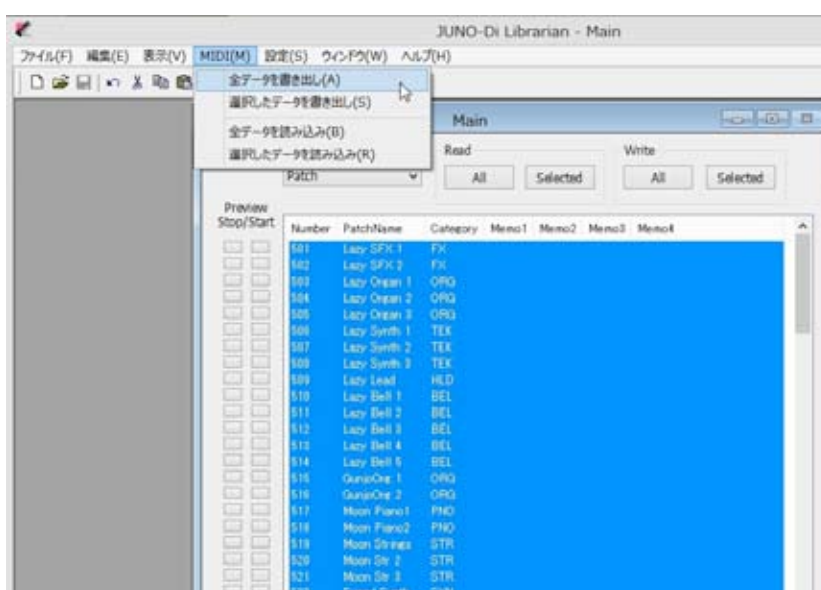 JUNO-Di Librarian - Main
ファイル(F) 編集(E) 表示(V) MIDI(M) 設定(S) ウィンドウ(W) ヘルプ(H)
全データを書き出し(A)
選択したデータを書き出し(S)
全データを読み込み(B)
選択したデータを読み込み(R)
Main
Read Write
Patch All Selected All Selected
Preview
Stop/Start
Number PatchName Category Memo1 Memo2 Memo3 Memo4
501 Lazy SFX 1 FX
502 Lazy SFX 2 FX
503 Lazy Organ 1 ORG
504 Lazy Organ 2 ORG
505 Lazy Organ 3 ORG
506 Lazy Synth 1 TEK
507 Lazy Synth 2 TEK
508 Lazy Synth 3 TEK
509 Lazy Lead HLD
510 Lazy Bell 1 BEL
511 Lazy Bell 2 BEL
512 Lazy Bell 3 BEL
513 Lazy Bell 4 BEL
514 Lazy Bell 5 BEL
515 GunjoOrg 1 ORG
516 GunjoOrg 2 ORG
517 Moon Piano1 PNO
518 Moon Piano2 PNO
519 Moon Strings STR
520 Moon Str 2 STR
521 Moon Str 3 STR